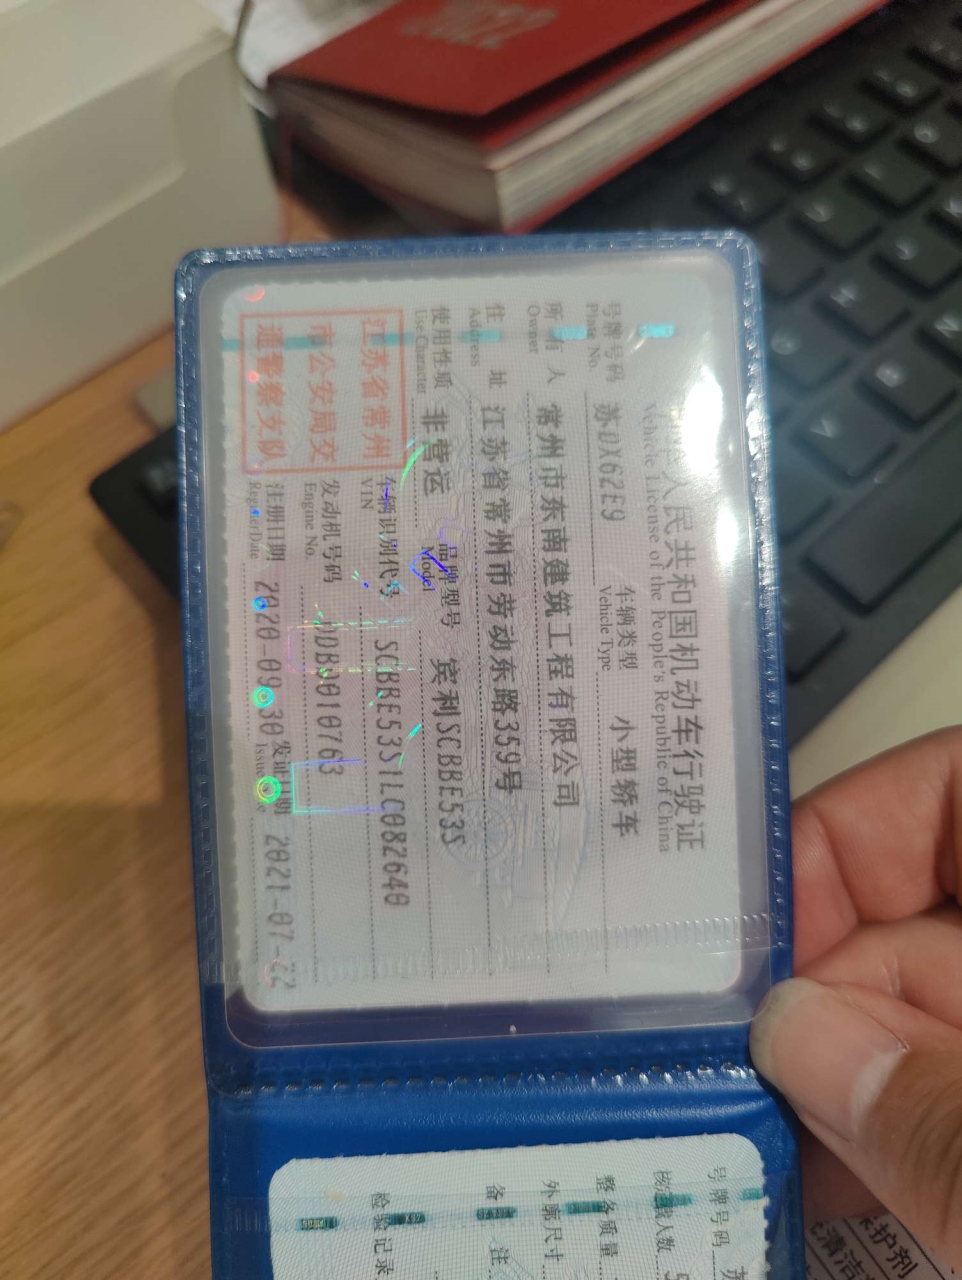 中华人民共和国机动车行驶证
Vehicle License of the People's Republic of China
号牌号码 苏DX62E9 车辆类型 小型轿车
Plate No. Vehicle Type
所有人 常州市东南建筑工程有限公司
Owner
住址 江苏省常州市劳动东路359号
Address
使用性质 非营运 品牌型号 宾利SCBBE53S
Use Character Model
江苏省常州
市公安局交
通警察支队
车辆识别代号 SCBBE53S1LC082640
VIN
发动机号码 DDB0010763
Engine No.
注册日期 2020-09-30 发证日期 2021-07-22
Register Date Issue Date
号牌号码
核定载人数
整备质量
外廓尺寸
备注
检验记录
保护剂
清洁